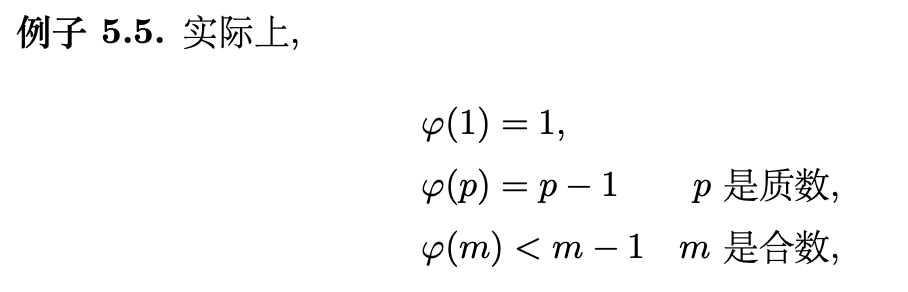 例子 5.5. 实际上,
φ(1) = 1,
φ(p) = p − 1 p 是质数,
φ(m) < m − 1 m 是合数,